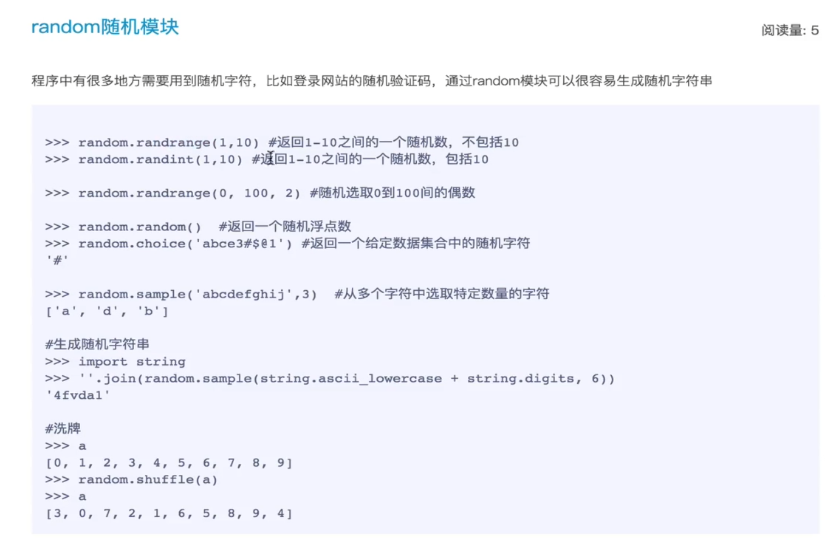 random随机模块
阅读量: 5
程序中有很多地方需要用到随机字符，比如登录网站的随机验证码，通过random模块可以很容易生成随机字符串
>>> random.randrange(1,10) #返回1-10之间的一个随机数，不包括10
>>> random.randint(1,10) #返回1-10之间的一个随机数，包括10
>>> random.randrange(0, 100, 2) #随机选取0到100间的偶数
>>> random.random()  #返回一个随机浮点数
>>> random.choice('abce3#$@1') #返回一个给定数据集合中的随机字符
'#'
>>> random.sample('abcdefghij',3)  #从多个字符中选取特定数量的字符
['a', 'd', 'b']
#生成随机字符串
>>> import string
>>> ''.join(random.sample(string.ascii_lowercase + string.digits, 6))
'4fvda1'
#洗牌
>>> a
[0, 1, 2, 3, 4, 5, 6, 7, 8, 9]
>>> random.shuffle(a)
>>> a
[3, 0, 7, 2, 1, 6, 5, 8, 9, 4]